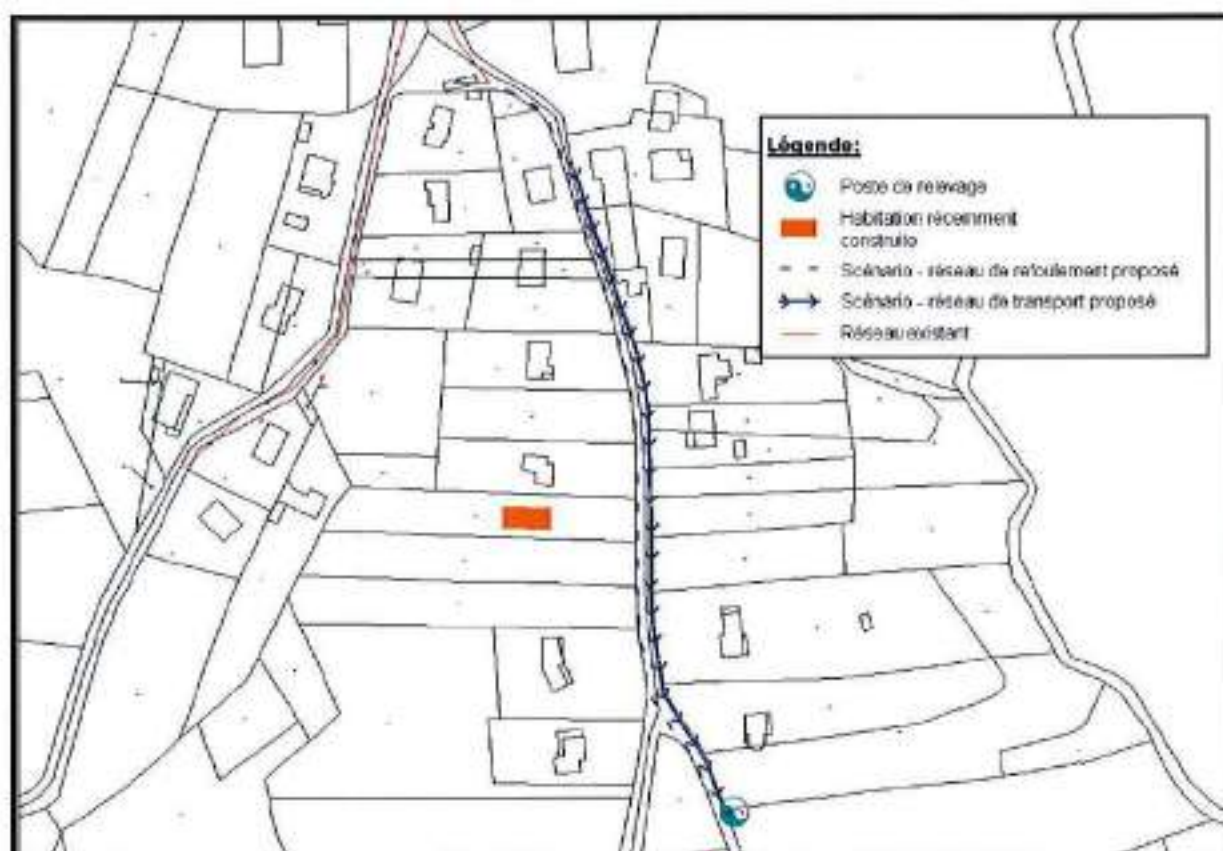 Légende:
Poste de relevage
Habitation récemment
construite
Scénario - réseau de refoulement proposé
Scénario - réseau de transport proposé
Réseau existant